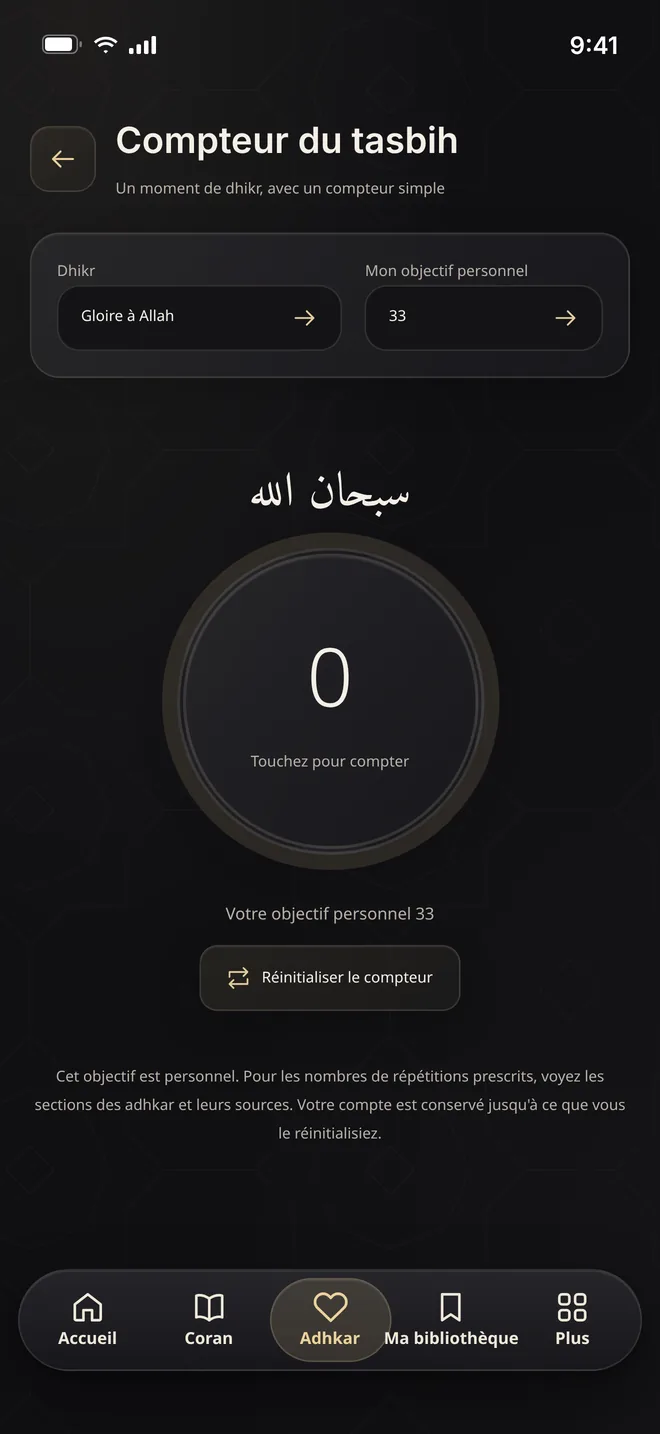 9:41
Compteur du tasbih
Un moment de dhikr, avec un compteur simple
Dhikr
Mon objectif personnel
Gloire à Allah
33
سبحان الله
0
Touchez pour compter
Votre objectif personnel 33
Réinitialiser le compteur
Cet objectif est personnel. Pour les nombres de répétitions prescrits, voyez les
sections des adhkar et leurs sources. Votre compte est conservé jusqu'à ce que vous
le réinitialisiez.
Accueil
Coran
Adhkar
Ma bibliothèque
Plus